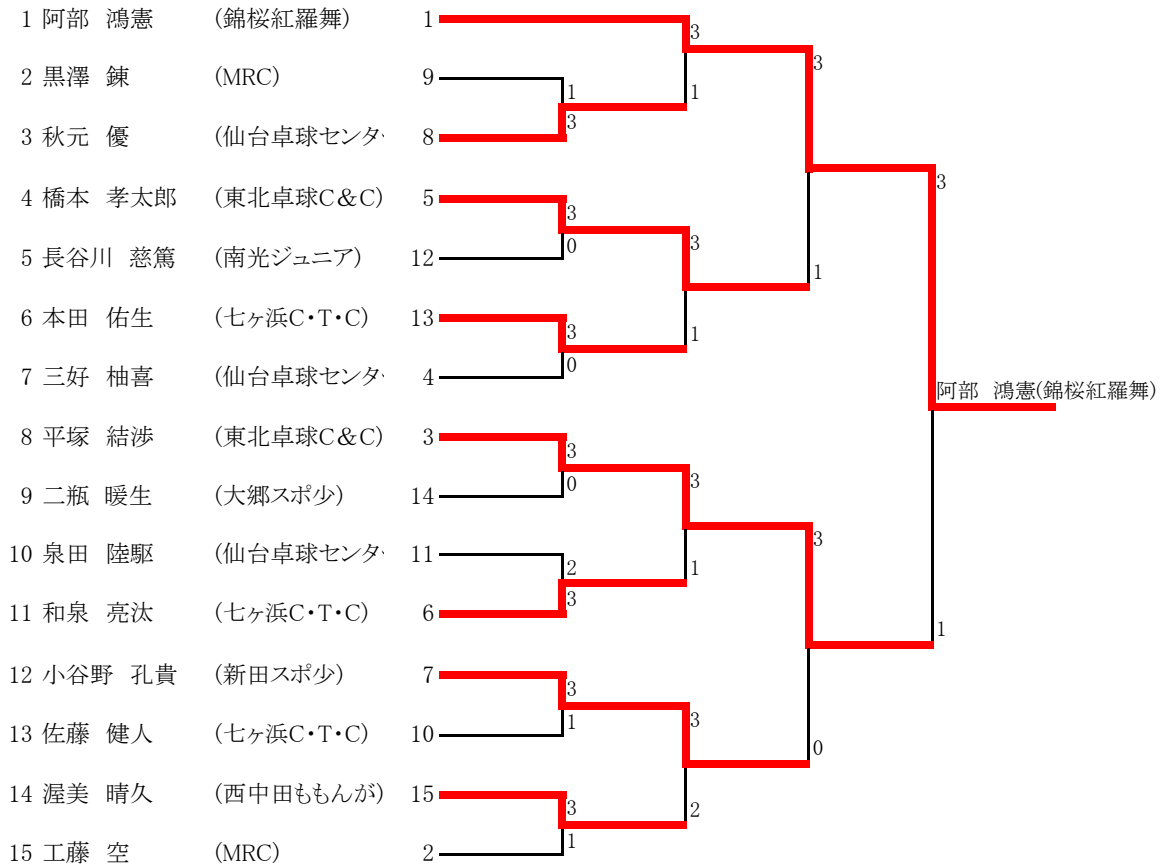 1 阿部 鴻憲 (錦桜紅羅舞) 1
3
3
2 黒澤 錬 (MRC) 9
1
1
3
3 秋元 優 (仙台卓球センタ 8
3
4 橋本 孝太郎 (東北卓球C&C) 5
3
0
3
5 長谷川 慈篤 (南光ジュニア) 12
1
6 本田 佑生 (七ヶ浜C・T・C) 13
3
1
0
7 三好 柚喜 (仙台卓球センタ 4
阿部 鴻憲(錦桜紅羅舞)
8 平塚 結渉 (東北卓球C&C) 3
3
3
0
9 二瓶 暖生 (大郷スポ少) 14
3
10 泉田 陸駆 (仙台卓球センタ 11
2
1
3
11 和泉 亮汰 (七ヶ浜C・T・C) 6
1
12 小谷野 孔貴 (新田スポ少) 7
3
3
1
13 佐藤 健人 (七ヶ浜C・T・C) 10
0
14 渥美 晴久 (西中田ももんが) 15
3
2
1
15 工藤 空 (MRC) 2